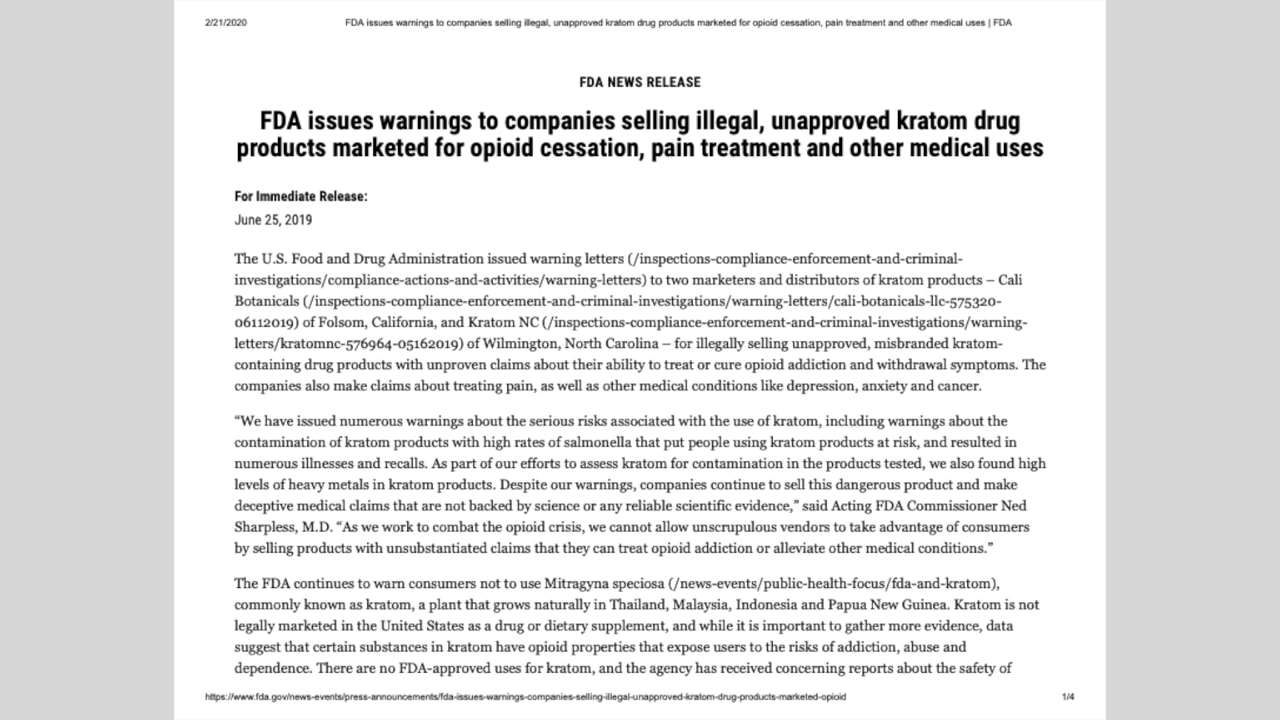 2/21/2020
FDA issues warnings to companies selling illegal, unapproved kratom drug products marketed for opioid cessation, pain treatment and other medical uses | FDA
FDA NEWS RELEASE
FDA issues warnings to companies selling illegal, unapproved kratom drug
products marketed for opioid cessation, pain treatment and other medical uses
For Immediate Release:
June 25, 2019
The U.S. Food and Drug Administration issued warning letters (/inspections-compliance-enforcement-and-criminal-
investigations/compliance-actions-and-activities/warning-letters) to two marketers and distributors of kratom products – Cali
Botanicals (/inspections-compliance-enforcement-and-criminal-investigations/warning-letters/cali-botanicals-llc-575320-
06112019) of Folsom, California, and Kratom NC (/inspections-compliance-enforcement-and-criminal-investigations/warning-
letters/kratomnc-576964-05162019) of Wilmington, North Carolina – for illegally selling unapproved, misbranded kratom-
containing drug products with unproven claims about their ability to treat or cure opioid addiction and withdrawal symptoms. The
companies also make claims about treating pain, as well as other medical conditions like depression, anxiety and cancer.
“We have issued numerous warnings about the serious risks associated with the use of kratom, including warnings about the
contamination of kratom products with high rates of salmonella that put people using kratom products at risk, and resulted in
numerous illnesses and recalls. As part of our efforts to assess kratom for contamination in the products tested, we also found high
levels of heavy metals in kratom products. Despite our warnings, companies continue to sell this dangerous product and make
deceptive medical claims that are not backed by science or any reliable scientific evidence,” said Acting FDA Commissioner Ned
Sharpless, M.D. “As we work to combat the opioid crisis, we cannot allow unscrupulous vendors to take advantage of consumers
by selling products with unsubstantiated claims that they can treat opioid addiction or alleviate other medical conditions.”
The FDA continues to warn consumers not to use Mitragyna speciosa (/news-events/public-health-focus/fda-and-kratom),
commonly known as kratom, a plant that grows naturally in Thailand, Malaysia, Indonesia and Papua New Guinea. Kratom is not
legally marketed in the United States as a drug or dietary supplement, and while it is important to gather more evidence, data
suggest that certain substances in kratom have opioid properties that expose users to the risks of addiction, abuse and
dependence. There are no FDA-approved uses for kratom, and the agency has received concerning reports about the safety of
https://www.fda.gov/news-events/press-announcements/fda-issues-warnings-companies-selling-illegal-unapproved-kratom-drug-products-marketed-opioid
1/4